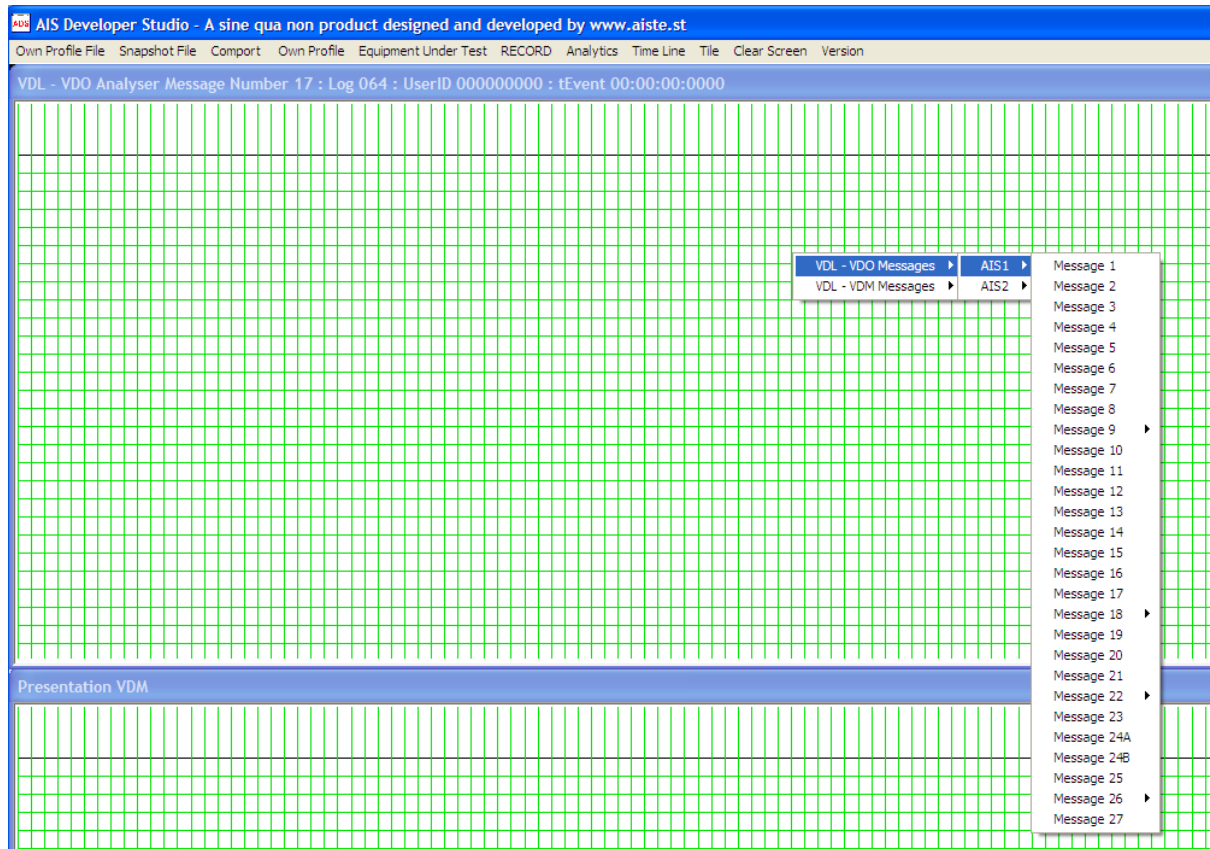 ADS AIS Developer Studio - A sine qua non product designed and developed by www.aiste.st
Own Profile File Snapshot File Comport Own Profile Equipment Under Test RECORD Analytics Time Line Tile Clear Screen Version
VDL - VDO Analyser Message Number 17 : Log 064 : UserID 000000000 : tEvent 00:00:00:0000
VDL - VDO Messages AIS1 Message 1
VDL - VDM Messages AIS2 Message 2
Message 3
Message 4
Message 5
Message 6
Message 7
Message 8
Message 9
Message 10
Message 11
Message 12
Message 13
Message 14
Message 15
Message 16
Message 17
Message 18
Message 19
Message 20
Message 21
Message 22
Message 23
Message 24A
Message 24B
Message 25
Message 26
Message 27
Presentation VDM